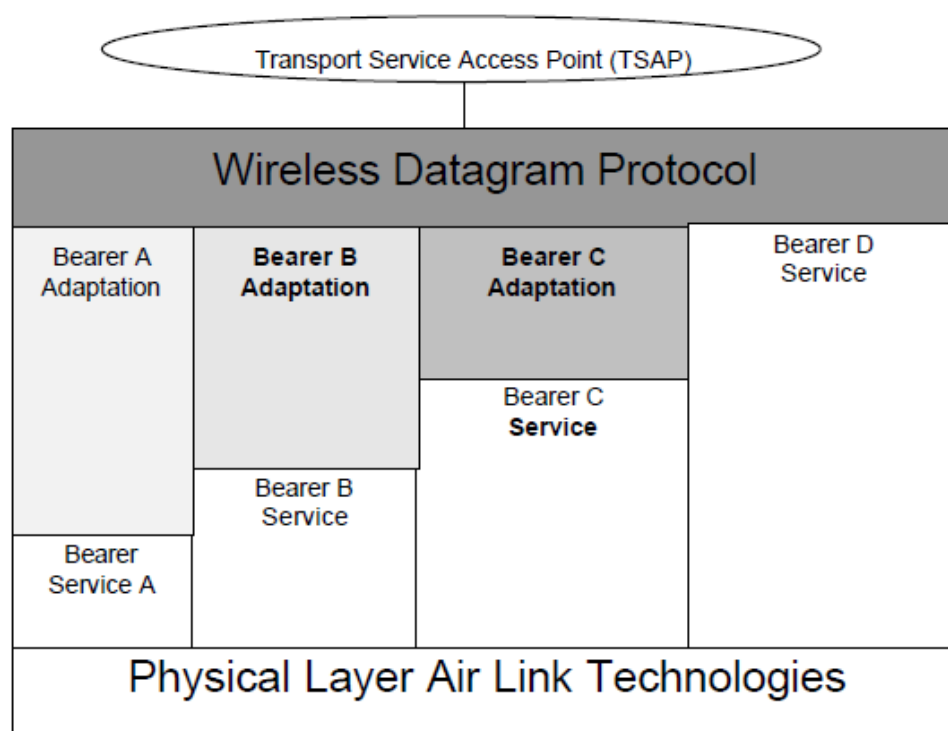 Transport Service Access Point (TSAP)
Wireless Datagram Protocol
Bearer A
Adaptation
Bearer B
Adaptation
Bearer C
Adaptation
Bearer D
Service
Bearer C
Service
Bearer B
Service
Bearer
Service A
Physical Layer Air Link Technologies